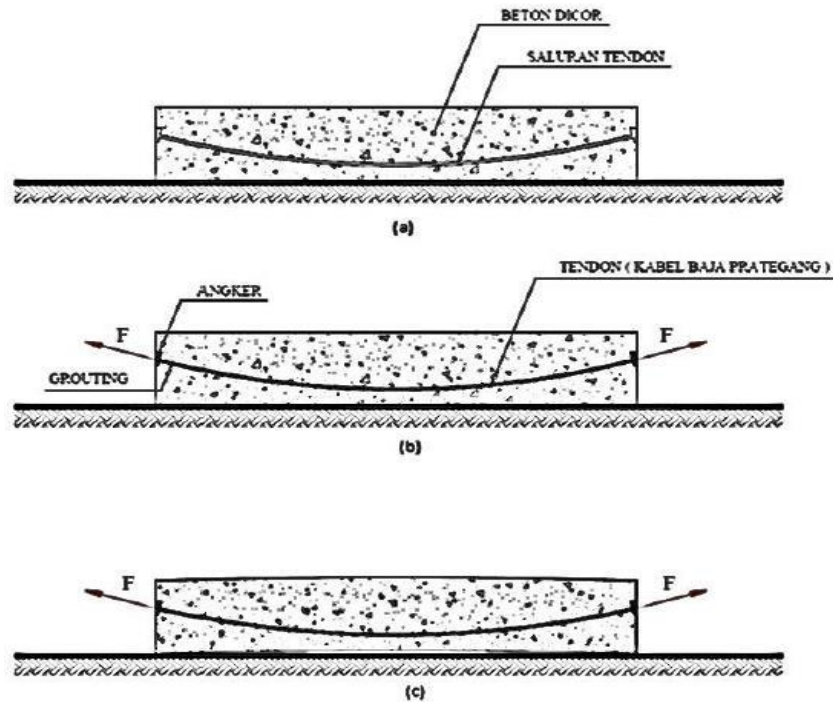 BETON DICOR
SALURAN TENDON
(a)
TENDON ( KABEL BAJA PRATEGANG )
ANGKER
F
F
GROUTING
(b)
F
F
(c)